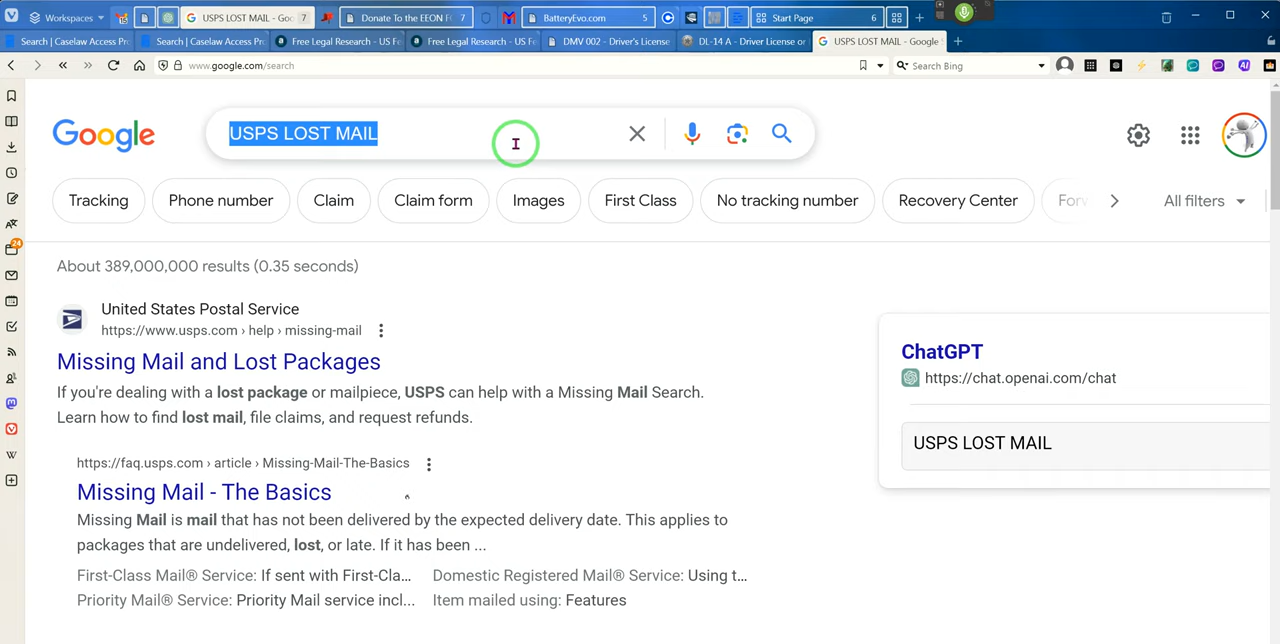 Workspaces
USPS LOST MAIL - Goo 7
Donate To the EEON F 7
BatteryEvo.com 5
Start Page 6
Search | Caselaw Access Pr
Search | Caselaw Access Proj
Free Legal Research - US Fe
Free Legal Research - US Fe
DMV 002 - Driver's License
DL-14 A - Driver License or
USPS LOST MAIL - Google
www.google.com/search
Search Bing
24
Google
USPS LOST MAIL
Tracking
Phone number
Claim
Claim form
Images
First Class
No tracking number
Recovery Center
All filters
About 389,000,000 results (0.35 seconds)
United States Postal Service
https://www.usps.com › help › missing-mail
Missing Mail and Lost Packages
If you're dealing with a lost package or mailpiece, USPS can help with a Missing Mail Search.
Learn how to find lost mail, file claims, and request refunds.
https://faq.usps.com › article › Missing-Mail-The-Basics
Missing Mail - The Basics
Missing Mail is mail that has not been delivered by the expected delivery date. This applies to
packages that are undelivered, lost, or late. If it has been ...
First-Class Mail® Service: If sent with First-Cla...
Domestic Registered Mail® Service: Using t...
Priority Mail® Service: Priority Mail service incl...
Item mailed using: Features
ChatGPT
https://chat.openai.com/chat
USPS LOST MAIL